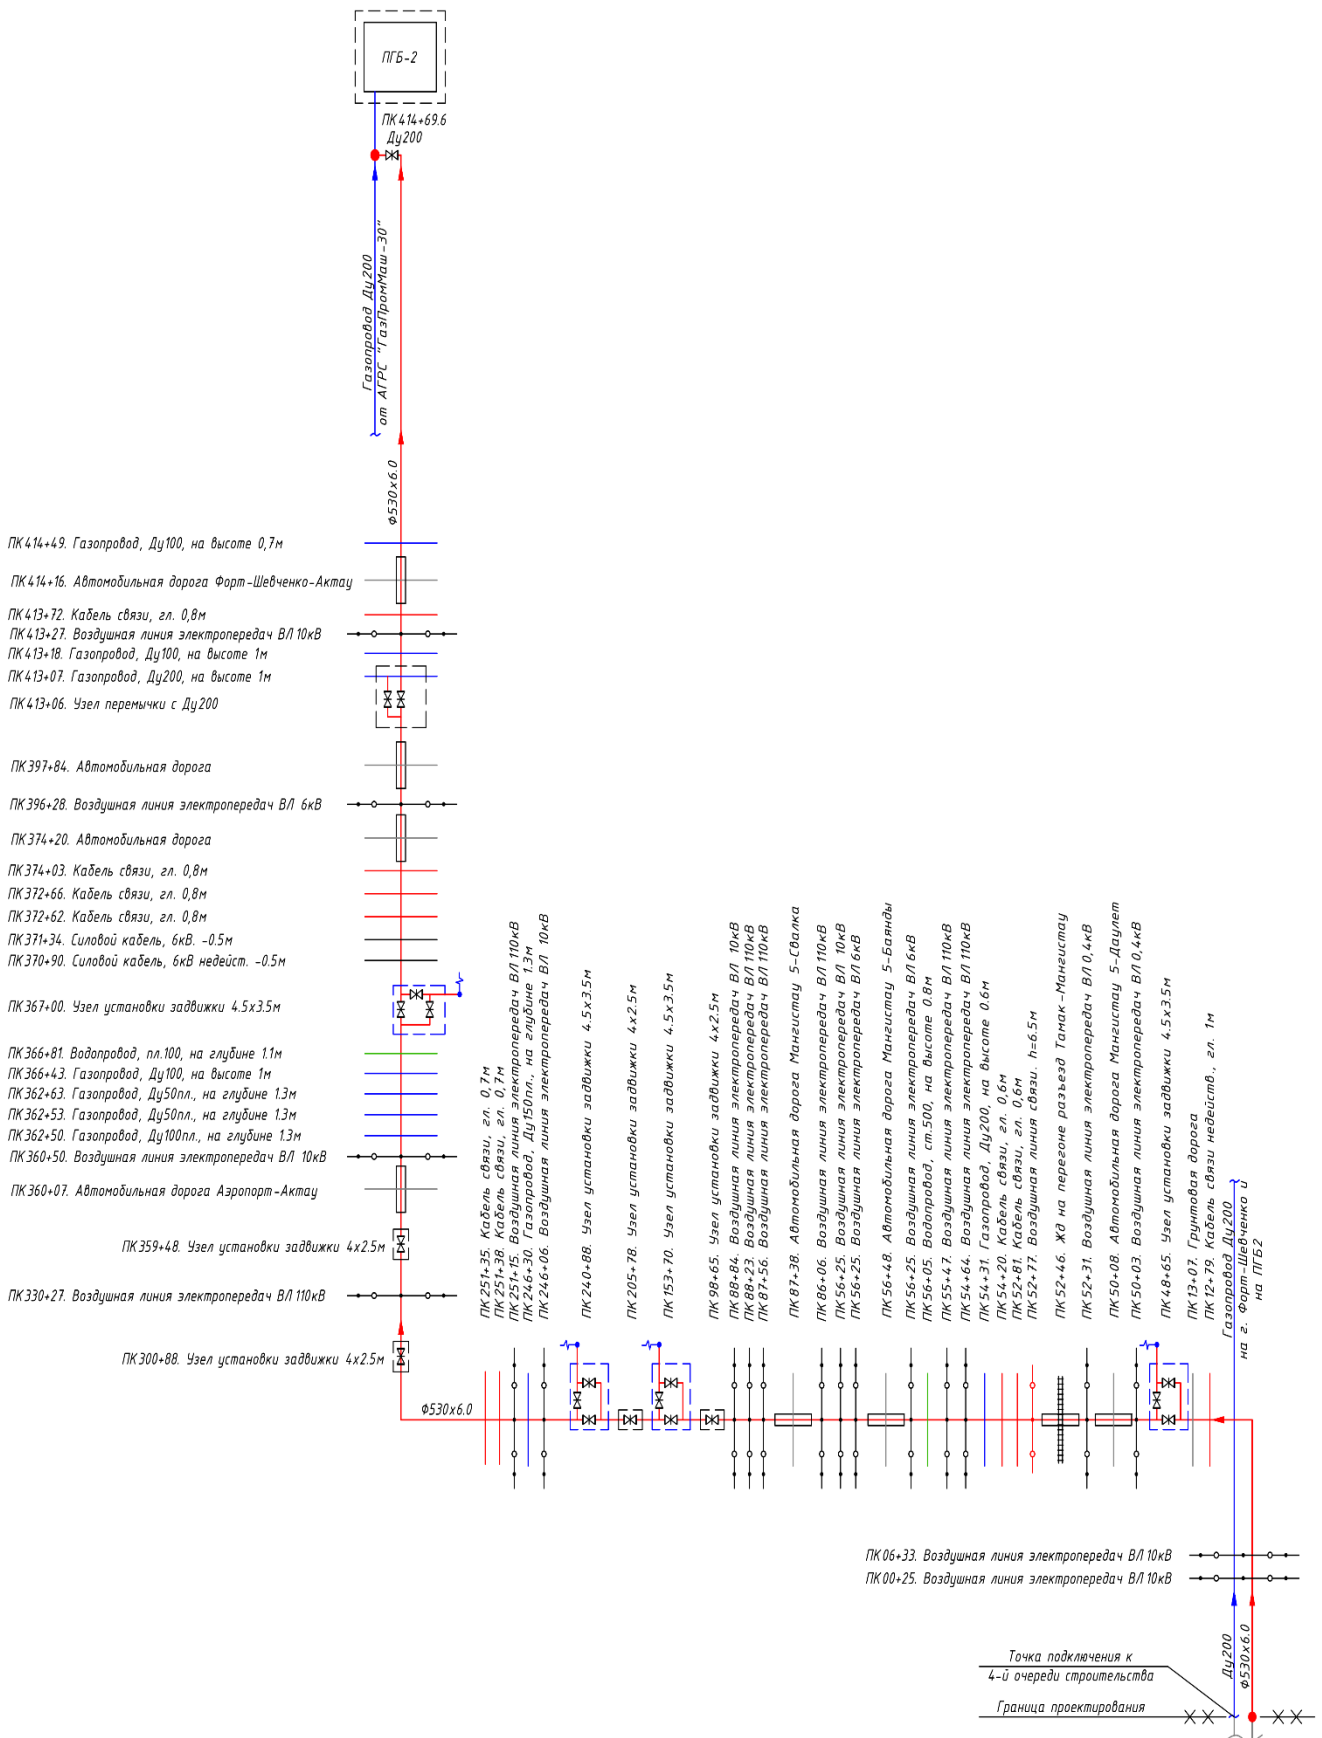 ПГБ-2
ПК414+69.6
Ду200
Газопровод Ду200
от АГРС "ГазПромМаш-30"
Ф530х6.0
ПК414+49. Газопровод, Ду100, на высоте 0,7м
ПК414+16. Автомобильная дорога Форт-Шевченко-Актау
ПК413+72. Кабель связи, гл. 0,8м
ПК413+27. Воздушная линия электропередач ВЛ 10кВ
ПК413+18. Газопровод, Ду100, на высоте 1м
ПК413+07. Газопровод, Ду200, на высоте 1м
ПК413+06. Узел перемычки с Ду200
ПК397+84. Автомобильная дорога
ПК396+28. Воздушная линия электропередач ВЛ 6кВ
ПК374+20. Автомобильная дорога
ПК374+03. Кабель связи, гл. 0,8м
ПК372+66. Кабель связи, гл. 0,8м
ПК372+62. Кабель связи, гл. 0,8м
ПК371+34. Силовой кабель, 6кВ. -0.5м
ПК370+90. Силовой кабель, 6кВ недейст. -0.5м
ПК367+00. Узел установки задвижки 4.5х3.5м
ПК366+81. Водопровод, пл.100, на глубине 1.1м
ПК366+43. Газопровод, Ду100, на высоте 1м
ПК362+63. Газопровод, Ду50пл., на глубине 1.3м
ПК362+53. Газопровод, Ду50пл., на глубине 1.3м
ПК362+50. Газопровод, Ду100пл., на глубине 1.3м
ПК360+50. Воздушная линия электропередач ВЛ 10кВ
ПК360+07. Автомобильная дорога Аэропорт-Актау
ПК359+48. Узел установки задвижки 4х2.5м
ПК330+27. Воздушная линия электропередач ВЛ 110кВ
ПК300+88. Узел установки задвижки 4х2.5м
Ф530х6.0
ПК251+35. Кабель связи, гл. 0,7м
ПК251+38. Кабель связи, гл. 0,7м
ПК251+15. Воздушная линия электропередач ВЛ 110кВ
ПК246+30. Газопровод, Ду150пл., на глубине 1.3м
ПК246+06. Воздушная линия электропередач ВЛ 10кВ
ПК240+88. Узел установки задвижки 4.5х3.5м
ПК205+78. Узел установки задвижки 4х2.5м
ПК153+70. Узел установки задвижки 4.5х3.5м
ПК98+65. Узел установки задвижки 4х2.5м
ПК88+84. Воздушная линия электропередач ВЛ 10кВ
ПК88+23. Воздушная линия электропередач ВЛ 110кВ
ПК87+56. Воздушная линия электропередач ВЛ 110кВ
ПК87+38. Автомобильная дорога Мангистау 5-Свалка
ПК86+06. Воздушная линия электропередач ВЛ 110кВ
ПК56+25. Воздушная линия электропередач ВЛ 10кВ
ПК56+25. Воздушная линия электропередач ВЛ 6кВ
ПК56+48. Автомобильная дорога Мангистау 5-Баянды
ПК56+25. Воздушная линия электропередач ВЛ 6кВ
ПК56+05. Водопровод, ст.500, на высоте 0.8м
ПК55+47. Воздушная линия электропередач ВЛ 110кВ
ПК54+64. Воздушная линия электропередач ВЛ 110кВ
ПК54+31. Газопровод, Ду200, на высоте 0.6м
ПК54+20. Кабель связи, гл. 0,6м
ПК52+81. Кабель связи, гл. 0,6м
ПК52+77. Воздушная линия связи. h=6.5м
ПК52+46. ЖД на перегоне разъезд Тамак-Мангистау
ПК52+31. Воздушная линия электропередач ВЛ 0,4кВ
ПК50+08. Автомобильная дорога Мангистау 5-Даулет
ПК50+03. Воздушная линия электропередач ВЛ 0,4кВ
ПК48+65. Узел установки задвижки 4.5х3.5м
ПК13+07. Грунтовая дорога
ПК12+79. Кабель связи недейств., гл. 1м
Газопровод Ду200
на г. Форт-Шевченко и
на ПГБ2
ПК06+33. Воздушная линия электропередач ВЛ 10кВ
ПК00+25. Воздушная линия электропередач ВЛ 10кВ
Ду200
Ф530х6.0
Точка подключения к
4-й очереди строительства
Граница проектирования